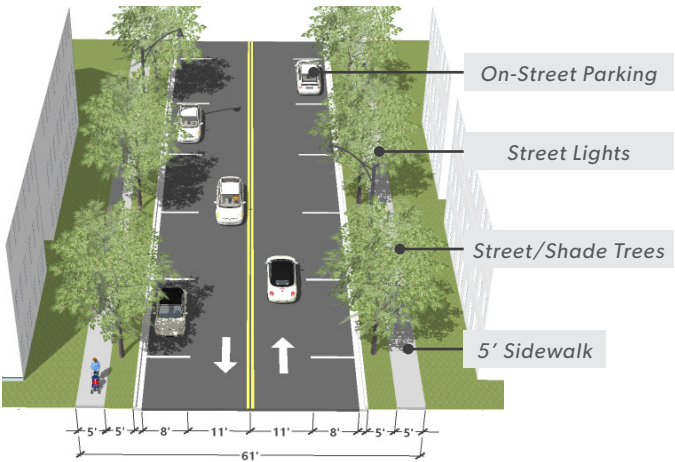 On-Street Parking
Street Lights
Street/Shade Trees
5' Sidewalk
5' 5' 8' 11' 11' 8' 5' 5'
61'